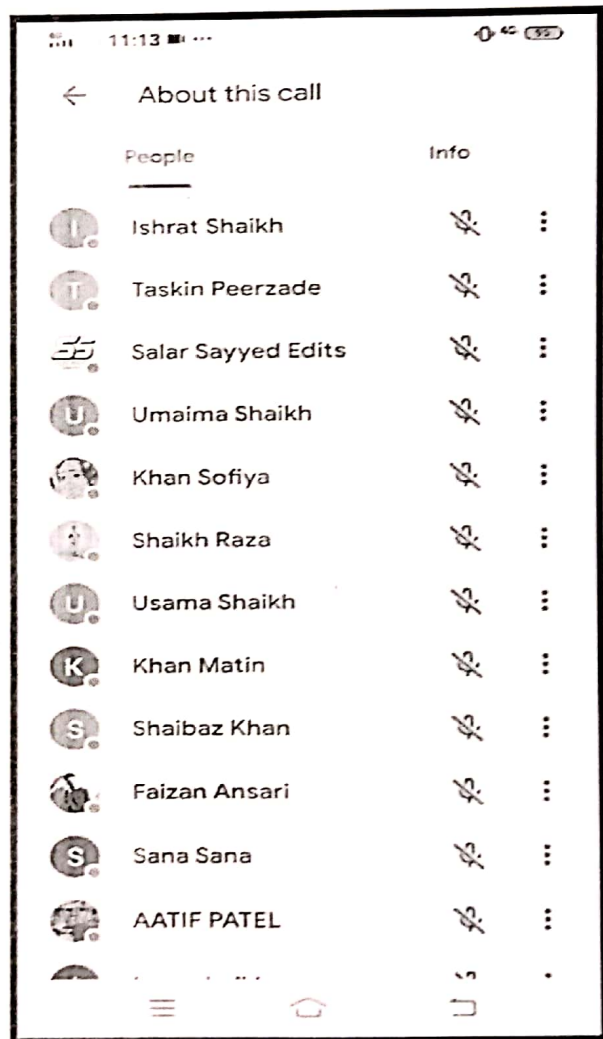 11:13
About this call
People Info
I Ishrat Shaikh
T Taskin Peerzade
Salar Sayyed Edits
U Umaima Shaikh
Khan Sofiya
Shaikh Raza
U Usama Shaikh
K Khan Matin
S Shaibaz Khan
Faizan Ansari
S Sana Sana
AATIF PATEL